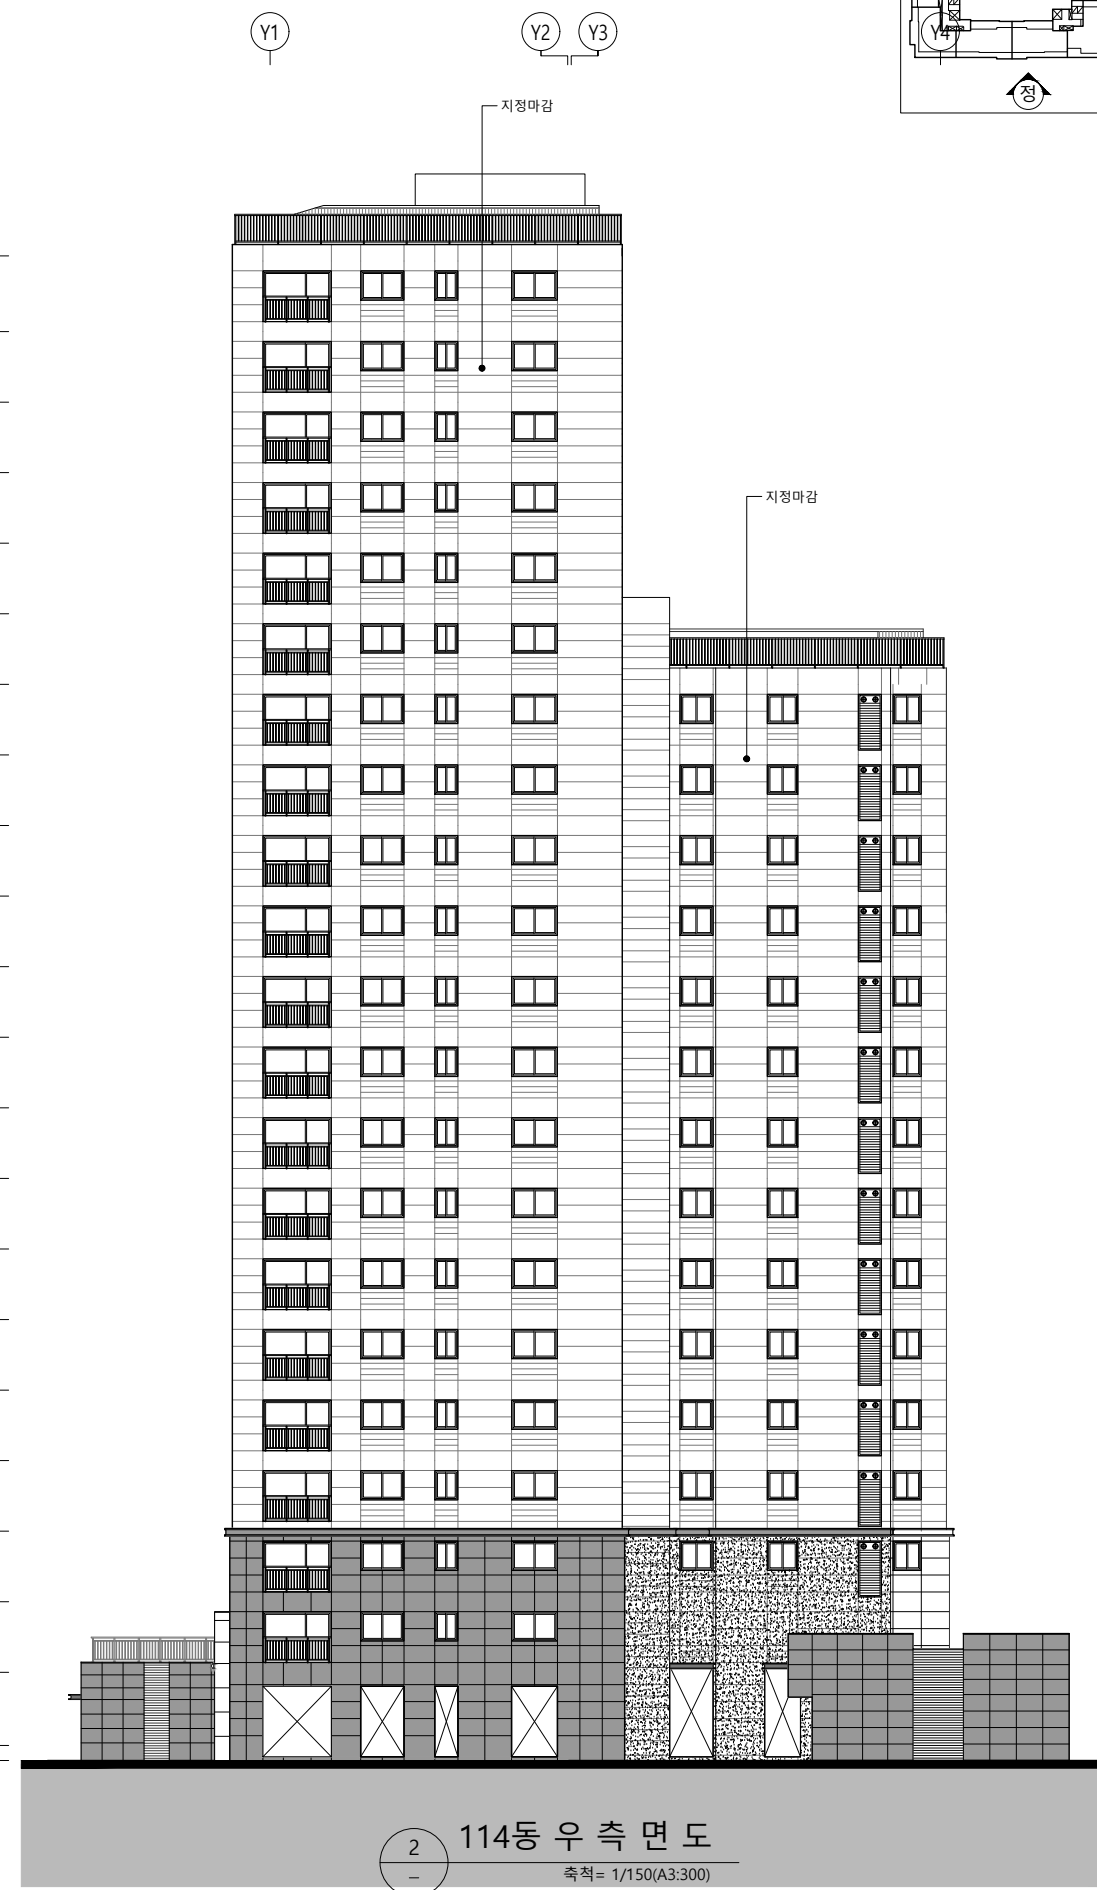 Y1
Y2
Y3
Y4
정
지정마감
지정마감
2
–
114동 우 측 면 도
축척= 1/150(A3:300)